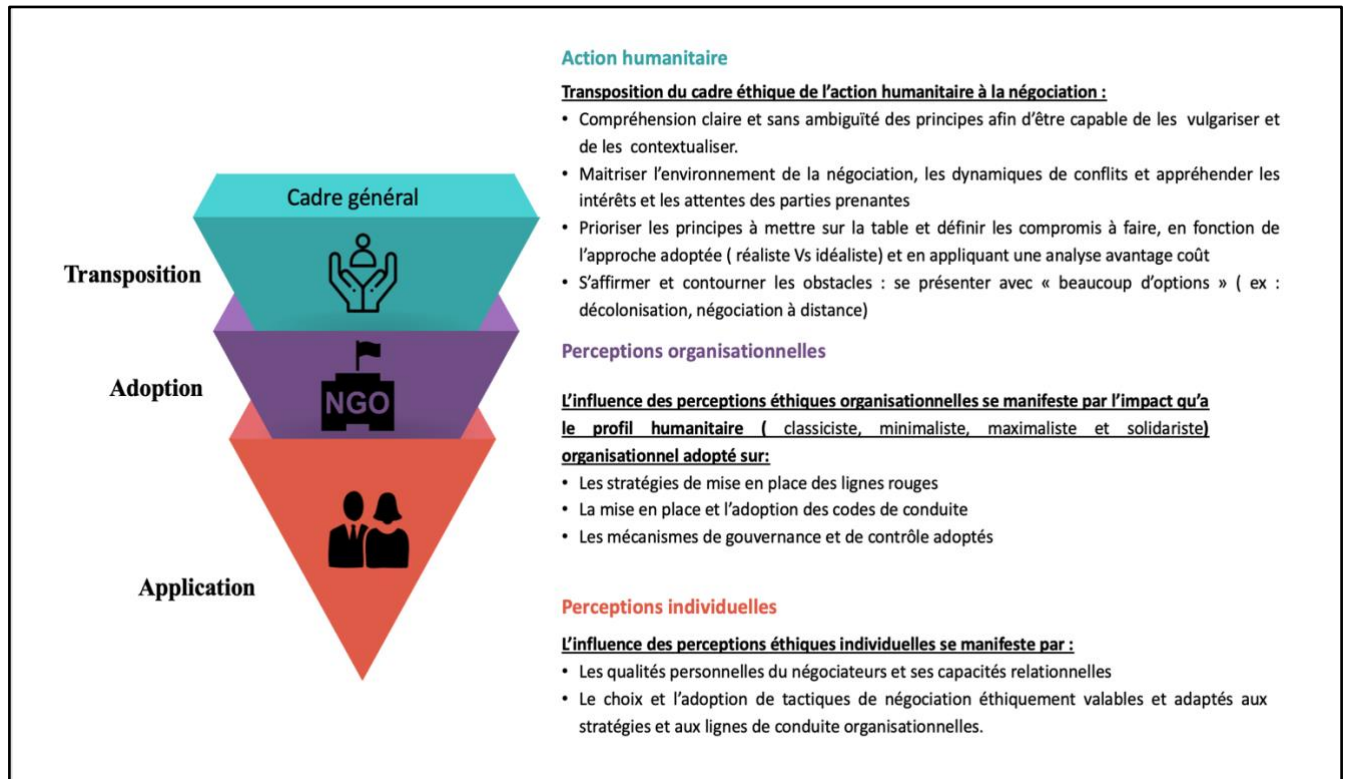 Cadre général
Transposition
NGO
Adoption
Application
Action humanitaire
Transposition du cadre éthique de l'action humanitaire à la négociation :
• Compréhension claire et sans ambiguïté des principes afin d'être capable de les vulgariser et
de les contextualiser.
• Maitriser l'environnement de la négociation, les dynamiques de conflits et appréhender les
intérêts et les attentes des parties prenantes
• Prioriser les principes à mettre sur la table et définir les compromis à faire, en fonction de
l'approche adoptée ( réaliste Vs idéaliste) et en appliquant une analyse avantage coût
• S'affirmer et contourner les obstacles : se présenter avec « beaucoup d'options » ( ex :
décolonisation, négociation à distance)
Perceptions organisationnelles
L'influence des perceptions éthiques organisationnelles se manifeste par l'impact qu'a
le profil humanitaire ( classiciste, minimaliste, maximaliste et solidariste)
organisationnel adopté sur:
• Les stratégies de mise en place des lignes rouges
• La mise en place et l'adoption des codes de conduite
• Les mécanismes de gouvernance et de contrôle adoptés
Perceptions individuelles
L'influence des perceptions éthiques individuelles se manifeste par :
• Les qualités personnelles du négociateurs et ses capacités relationnelles
• Le choix et l'adoption de tactiques de négociation éthiquement valables et adaptés aux
stratégies et aux lignes de conduite organisationnelles.